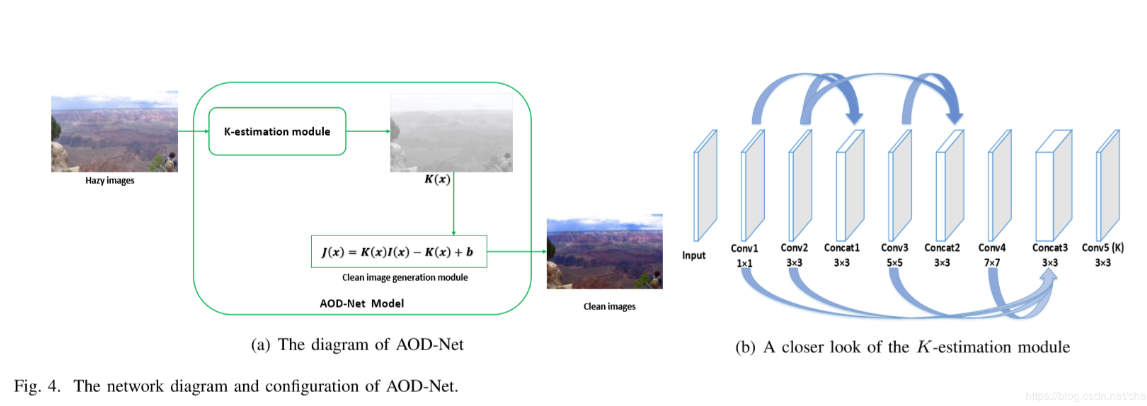 K-estimation module
Hazy images
K(x)
J(x) = K(x)I(x) − K(x) + b
Clean image generation module
AOD-Net Model
Clean images
(a) The diagram of AOD-Net
Input
Conv1
1×1
Conv2
3×3
Concat1
3×3
Conv3
5×5
Concat2
3×3
Conv4
7×7
Concat3
3×3
Conv5 (K)
3×3
(b) A closer look of the K-estimation module
Fig. 4. The network diagram and configuration of AOD-Net.
https://blog.csdn.net/che